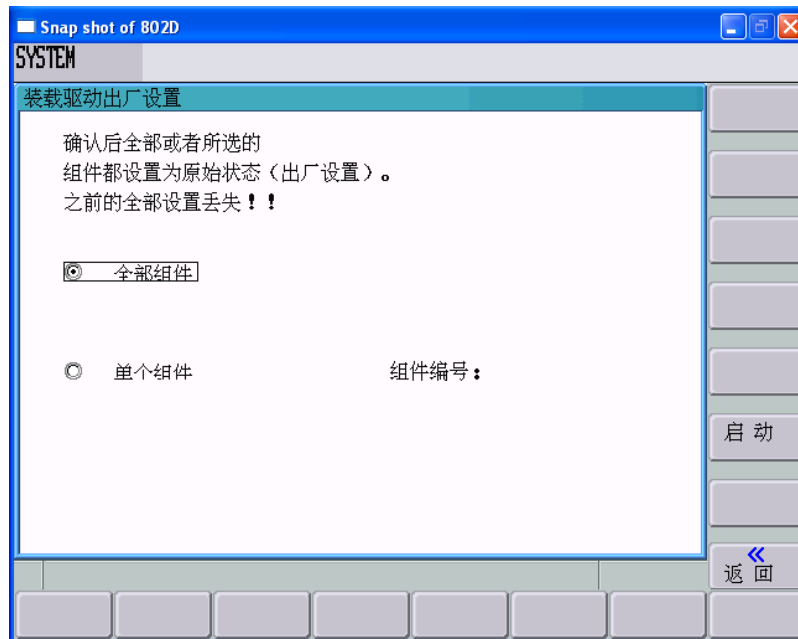 Snap shot of 802D
SYSTEM
装载驱动出厂设置
确认后全部或者所选的
组件都设置为原始状态（出厂设置）。
之前的全部设置丢失！！
全部组件
单个组件 组件编号：
启动
返回